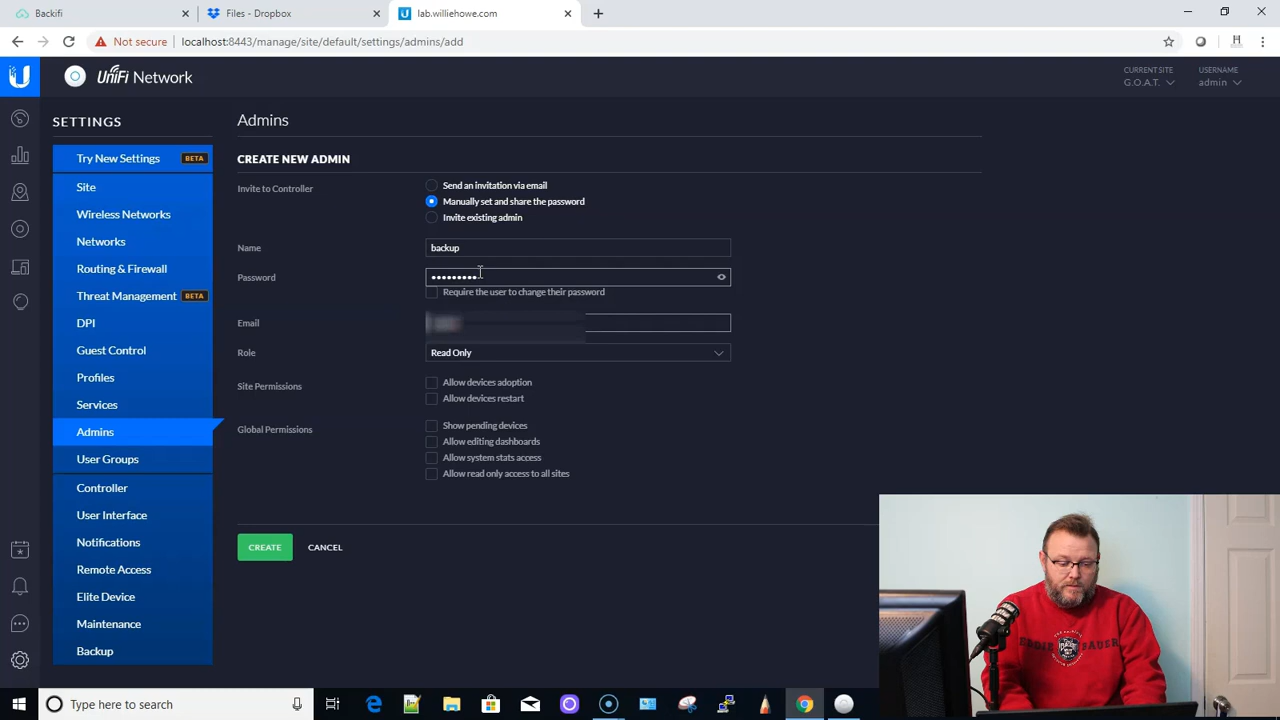 Backifi
Files - Dropbox
lab.williehowe.com
Not secure
localhost:8443/manage/site/default/settings/admins/add
UniFi Network
CURRENT SITE
G.O.A.T.
USERNAME
admin
SETTINGS
Try New Settings BETA
Site
Wireless Networks
Networks
Routing & Firewall
Threat Management BETA
DPI
Guest Control
Profiles
Services
Admins
User Groups
Controller
User Interface
Notifications
Remote Access
Elite Device
Maintenance
Backup
Admins
CREATE NEW ADMIN
Invite to Controller
Send an invitation via email
Manually set and share the password
Invite existing admin
Name
backup
Password
•••••••••
Require the user to change their password
Email
Role
Read Only
Site Permissions
Allow devices adoption
Allow devices restart
Global Permissions
Show pending devices
Allow editing dashboards
Allow system stats access
Allow read only access to all sites
CREATE
CANCEL
Type here to search